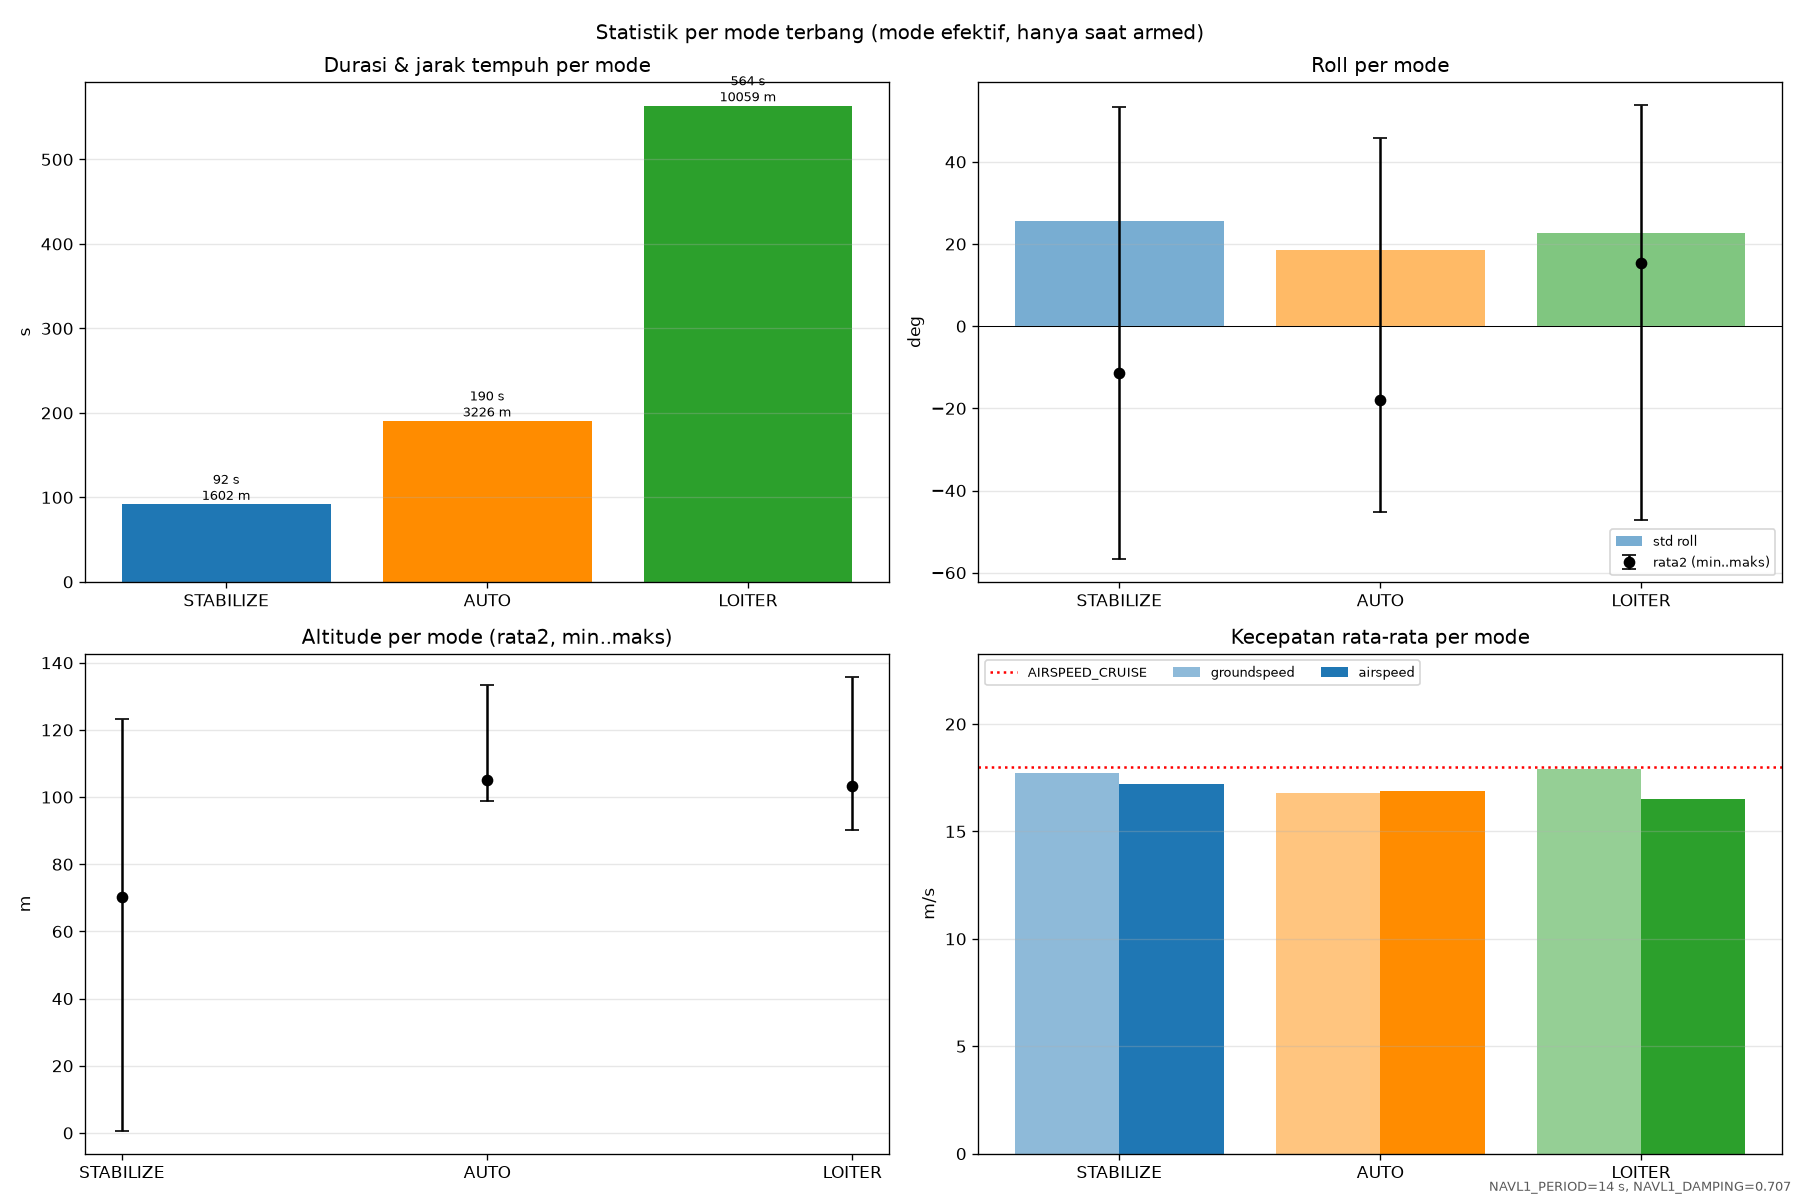 Statistik per mode terbang (mode efektif, hanya saat armed)
Durasi & jarak tempuh per mode
s
0
100
200
300
400
500
92 s
1602 m
190 s
3226 m
564 s
10059 m
STABILIZE
AUTO
LOITER
Roll per mode
deg
40
20
0
−20
−40
−60
std roll
rata2 (min..maks)
STABILIZE
AUTO
LOITER
Altitude per mode (rata2, min..maks)
m
140
120
100
80
60
40
20
0
STABILIZE
AUTO
LOITER
Kecepatan rata-rata per mode
m/s
AIRSPEED_CRUISE
groundspeed
airspeed
20
15
10
5
0
STABILIZE
AUTO
LOITER
NAVL1_PERIOD=14 s, NAVL1_DAMPING=0.707